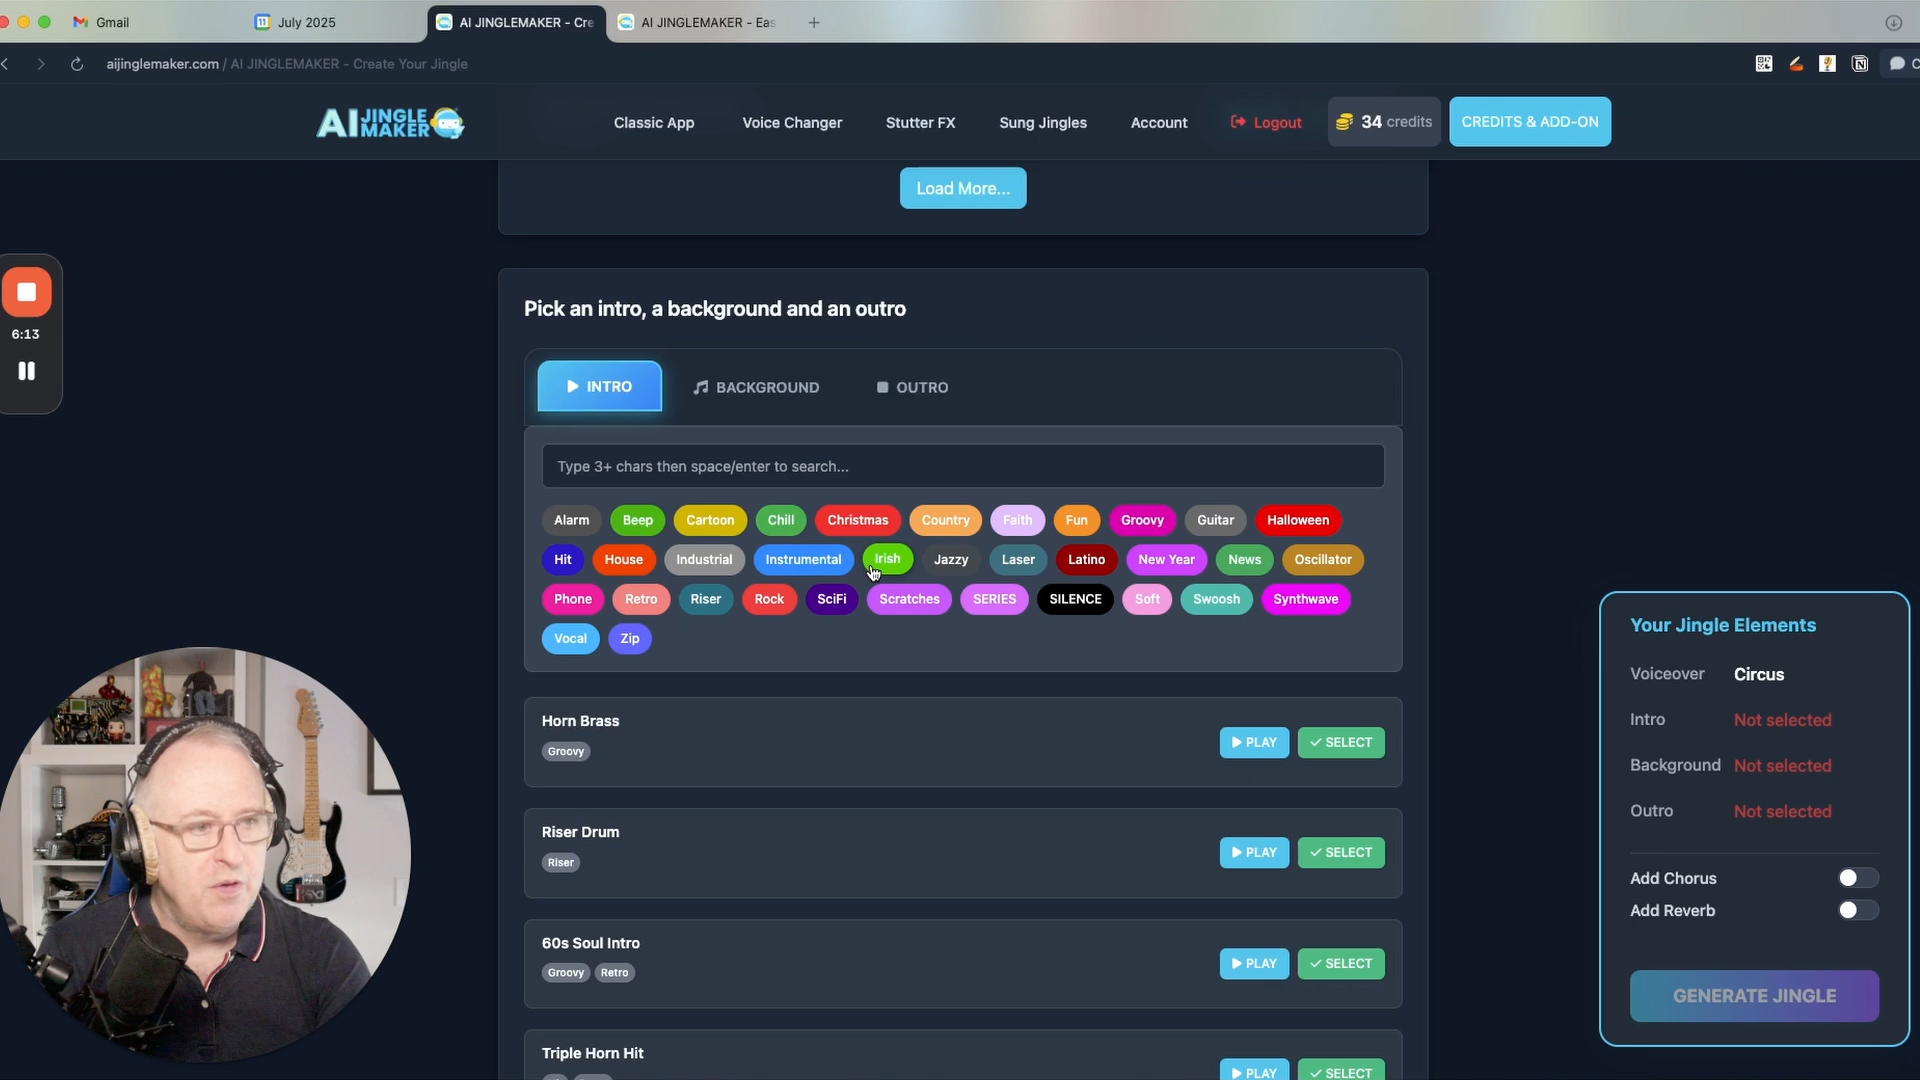 Gmail
July 2025
AI JINGLEMAKER - Cre
AI JINGLEMAKER - Eas
aijinglemaker.com / AI JINGLEMAKER - Create Your Jingle
AI JINGLE MAKER
Classic App
Voice Changer
Stutter FX
Sung Jingles
Account
Logout
34 credits
CREDITS & ADD-ON
Load More...
6:13
Pick an intro, a background and an outro
INTRO
BACKGROUND
OUTRO
Type 3+ chars then space/enter to search...
Alarm Beep Cartoon Chill Christmas Country Faith Fun Groovy Guitar Halloween
Hit House Industrial Instrumental Irish Jazzy Laser Latino New Year News Oscillator
Phone Retro Riser Rock SciFi Scratches SERIES SILENCE Soft Swoosh Synthwave
Vocal Zip
Horn Brass
Groovy
PLAY
SELECT
Riser Drum
Riser
PLAY
SELECT
60s Soul Intro
Groovy Retro
PLAY
SELECT
Triple Horn Hit
PLAY
SELECT
Your Jingle Elements
Voiceover Circus
Intro Not selected
Background Not selected
Outro Not selected
Add Chorus
Add Reverb
GENERATE JINGLE